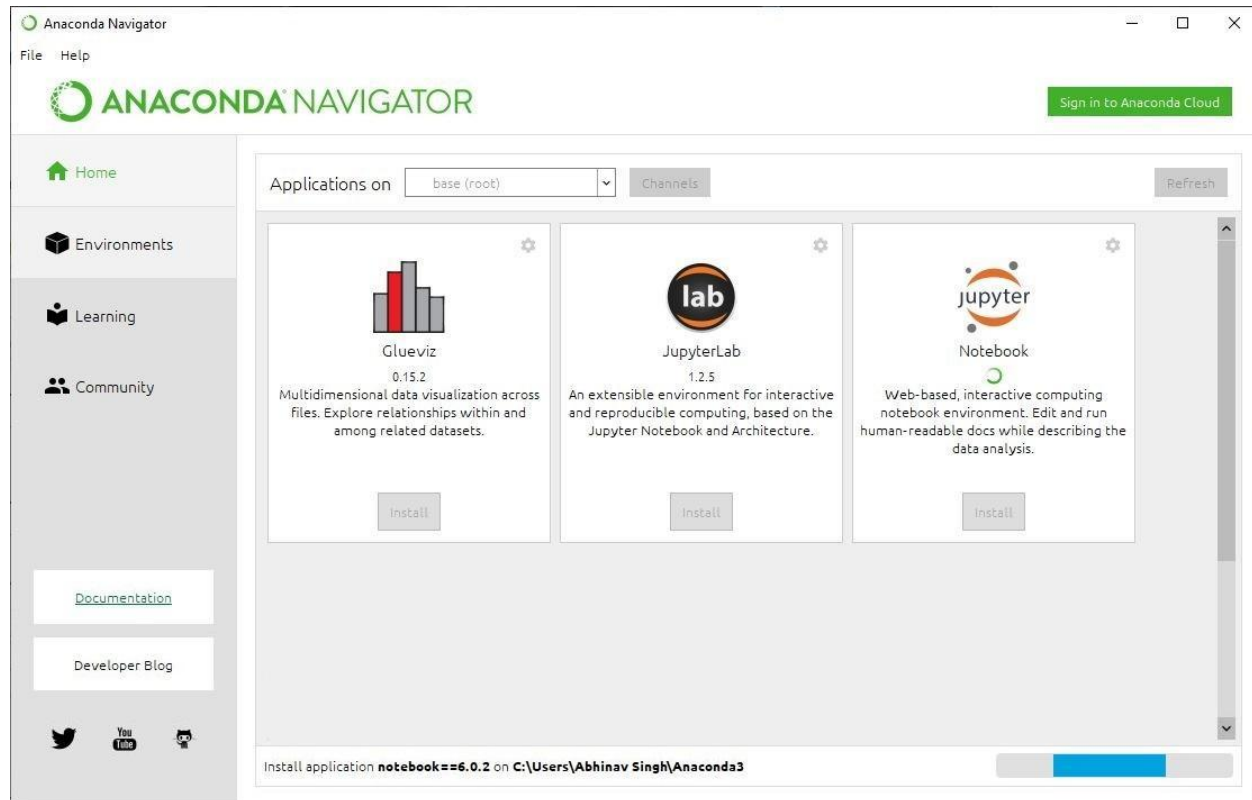 Anaconda Navigator
File Help
ANACONDA NAVIGATOR
Sign in to Anaconda Cloud
Home
Environments
Learning
Community
Documentation
Developer Blog
You
Tube
Applications on base (root) Channels Refresh
Glueviz
0.15.2
Multidimensional data visualization across
files. Explore relationships within and
among related datasets.
Install
lab
JupyterLab
1.2.5
An extensible environment for interactive
and reproducible computing, based on the
Jupyter Notebook and Architecture.
Install
jupyter
Notebook
Web-based, interactive computing
notebook environment. Edit and run
human-readable docs while describing the
data analysis.
Install
Install application notebook==6.0.2 on C:\Users\Abhinav Singh\Anaconda3